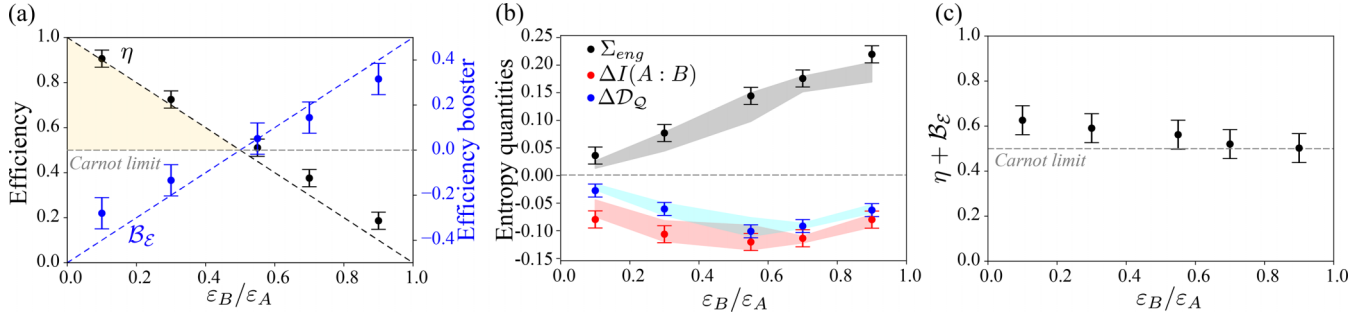 (a)
1.0
0.8
0.6
0.4
0.2
0.0
Efficiency
η
Carnot limit
𝓑_𝓔
0.4
0.2
0.0
−0.2
−0.4
Efficiency booster
0.0 0.2 0.4 0.6 0.8 1.0
ε_B/ε_A
(b)
0.25
0.20
0.15
0.10
0.05
0.00
-0.05
-0.10
-0.15
Entropy quantities
Σ_eng
ΔI(A : B)
Δ𝓓_𝓠
0.0 0.2 0.4 0.6 0.8 1.0
ε_B/ε_A
(c)
1.0
0.8
0.6
0.4
0.2
0.0
η + 𝓑_𝓔
Carnot limit
0.0 0.2 0.4 0.6 0.8 1.0
ε_B/ε_A